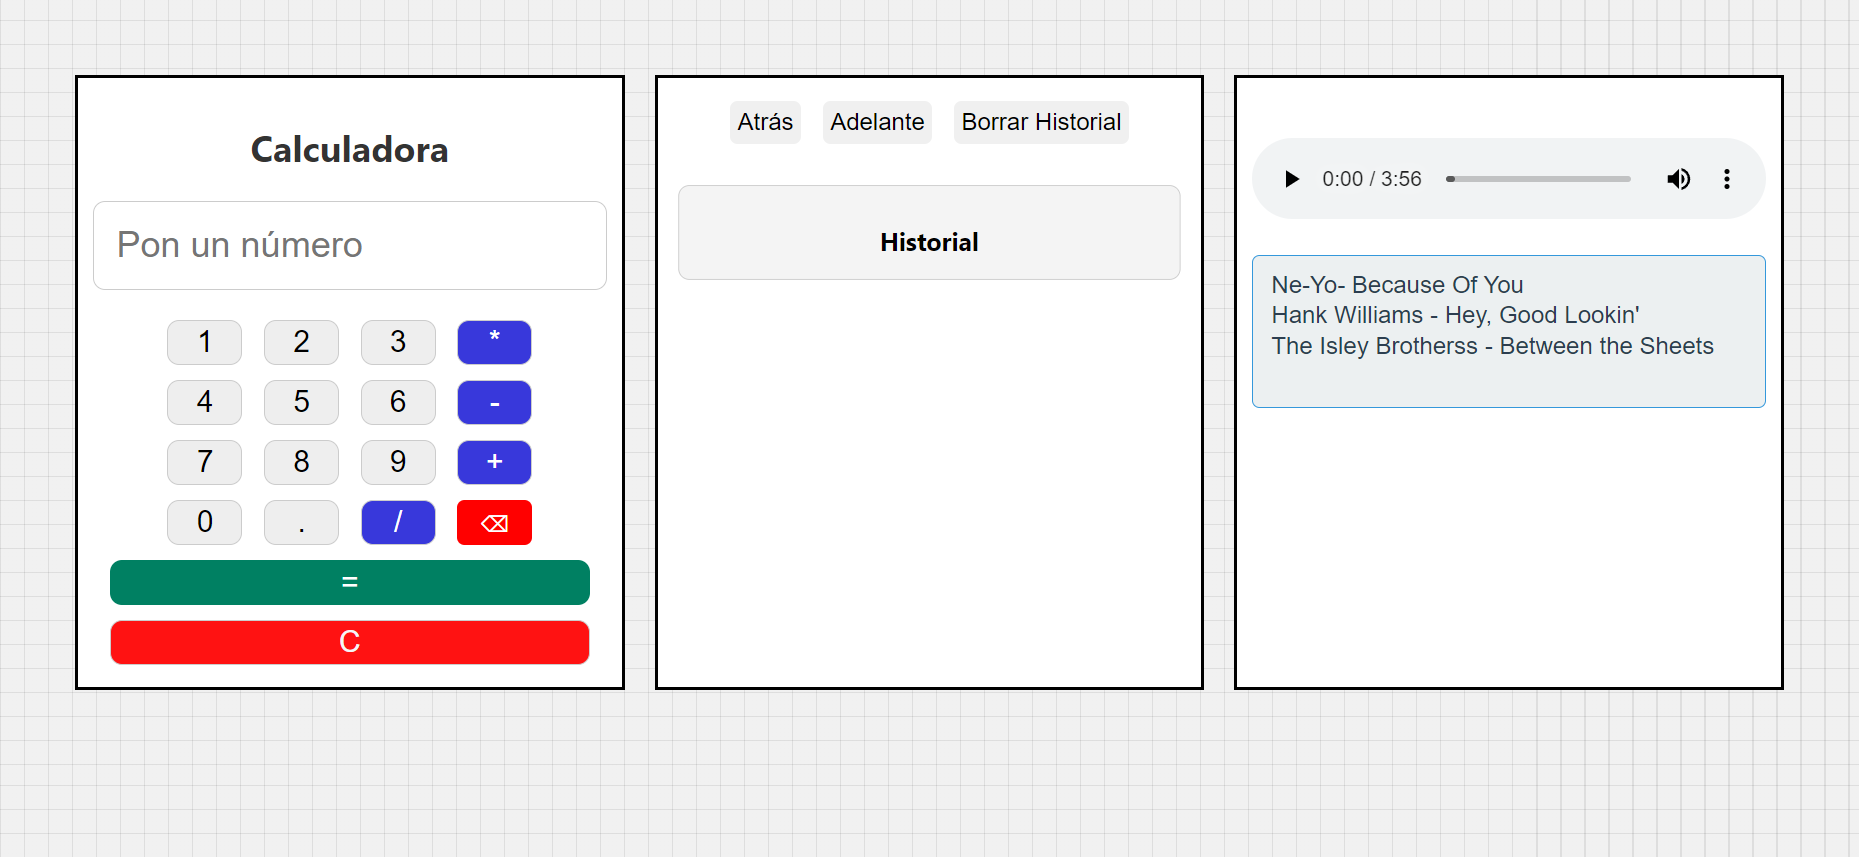 Calculadora
Pon un número
1 2 3 *
4 5 6 -
7 8 9 +
0 . / ⌫
=
C
Atrás Adelante Borrar Historial
Historial
0:00 / 3:56
Ne-Yo- Because Of You
Hank Williams - Hey, Good Lookin'
The Isley Brotherss - Between the Sheets